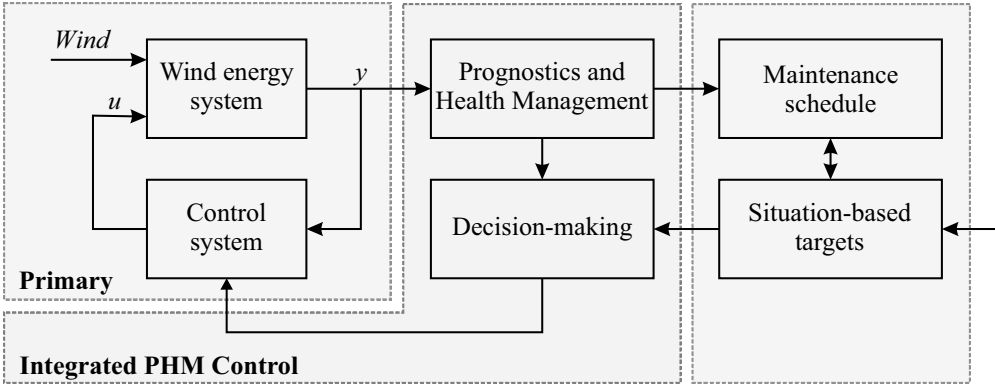 Wind
Wind energy
system
u
y
Prognostics and
Health Management
Maintenance
schedule
Control
system
Decision-making
Situation-based
targets
Primary
Integrated PHM Control